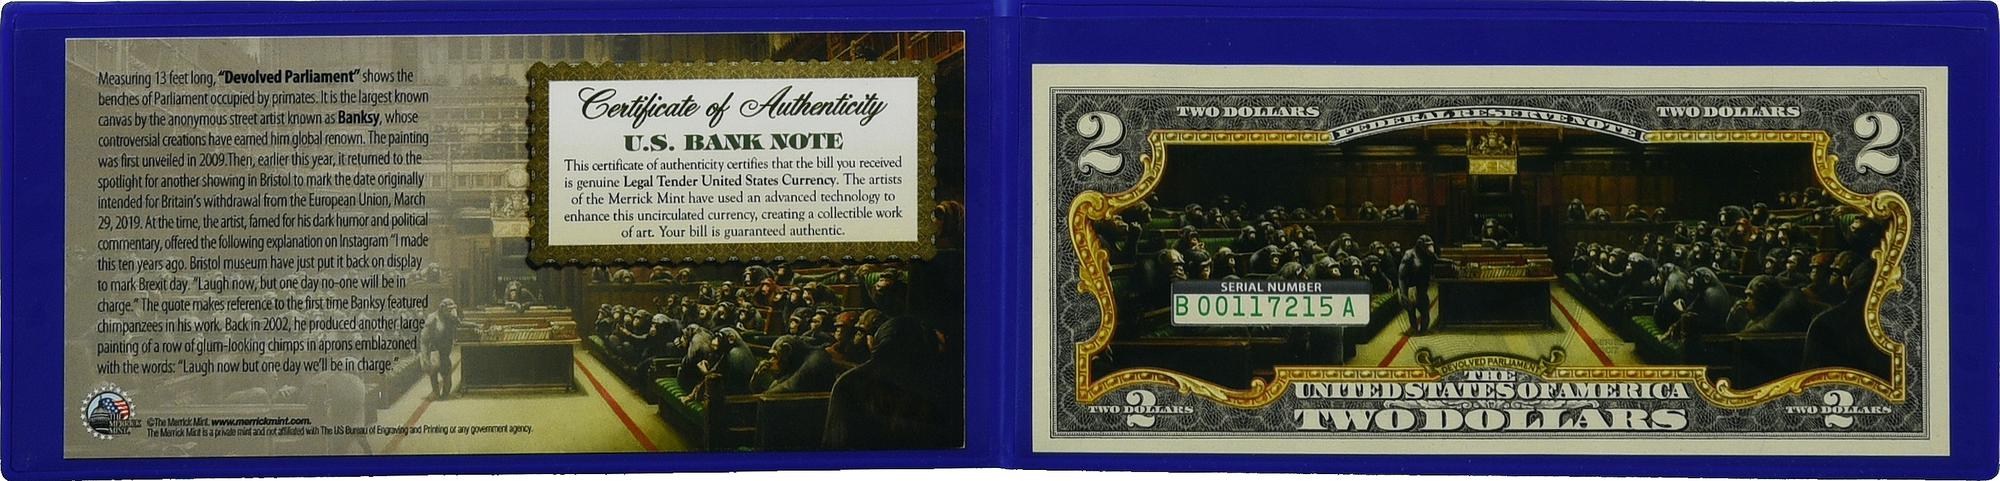 Measuring 13 feet long, “Devolved Parliament” shows the
benches of Parliament occupied by primates. It is the largest known
canvas by the anonymous street artist known as Banksy, whose
controversial creations have earned him global renown. The painting
was first unveiled in 2009.Then, earlier this year, it returned to the
spotlight for another showing in Bristol to mark the date originally
intended for Britain's withdrawal from the European Union, March
29, 2019. At the time, the artist, famed for his dark humor and political
commentary, offered the following explanation on Instagram “I made
this ten years ago. Bristol museum have just put it back on display
to mark Brexit day. “Laugh now, but one day no-one will be in
charge.” The quote makes reference to the first time Banksy featured
chimpanzees in his work. Back in 2002, he produced another large
painting of a row of glum-looking chimps in aprons emblazoned
with the words: “Laugh now but one day we'll be in charge.”
MERRICK
MINT
©The Merrick Mint. www.merrickmint.com.
The Merrick Mint is a private mint and not affiliated with The US Bureau of Engraving and Printing or any government agency.
Certificate of Authenticity
U.S. BANK NOTE
This certificate of authenticity certifies that the bill you received
is genuine Legal Tender United States Currency. The artists
of the Merrick Mint have used an advanced technology to
enhance this uncirculated currency, creating a collectible work
of art. Your bill is guaranteed authentic.
2 TWO DOLLARS FEDERAL RESERVE NOTE TWO DOLLARS 2
SERIAL NUMBER
B 00117215 A
DEVOLVED PARLIAMENT
THE
UNITED STATES OF AMERICA
TWO DOLLARS
2
TWO DOLLARS
2
TWO DOLLARS